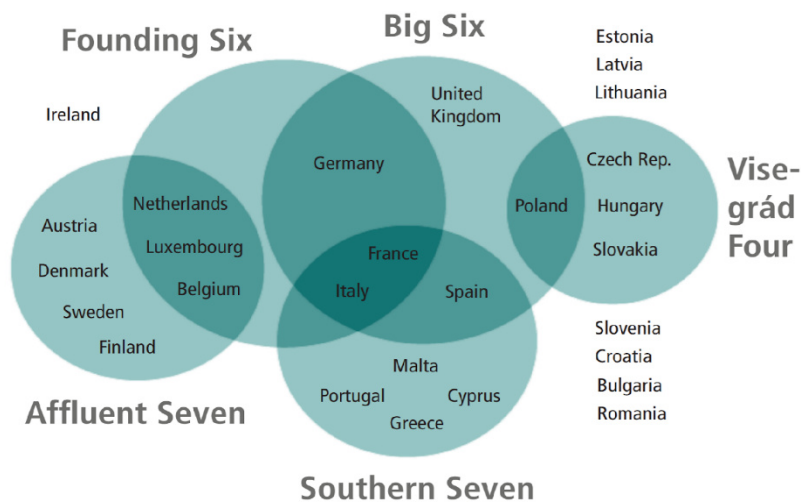 Founding Six
Big Six
Estonia
Latvia
Lithuania
Ireland
United
Kingdom
Germany
Czech Rep.
Vise-
grád
Four
Netherlands
Poland
Hungary
Austria
Luxembourg
France
Slovakia
Denmark
Belgium
Italy
Spain
Sweden
Finland
Slovenia
Croatia
Bulgaria
Romania
Malta
Portugal
Cyprus
Greece
Affluent Seven
Southern Seven